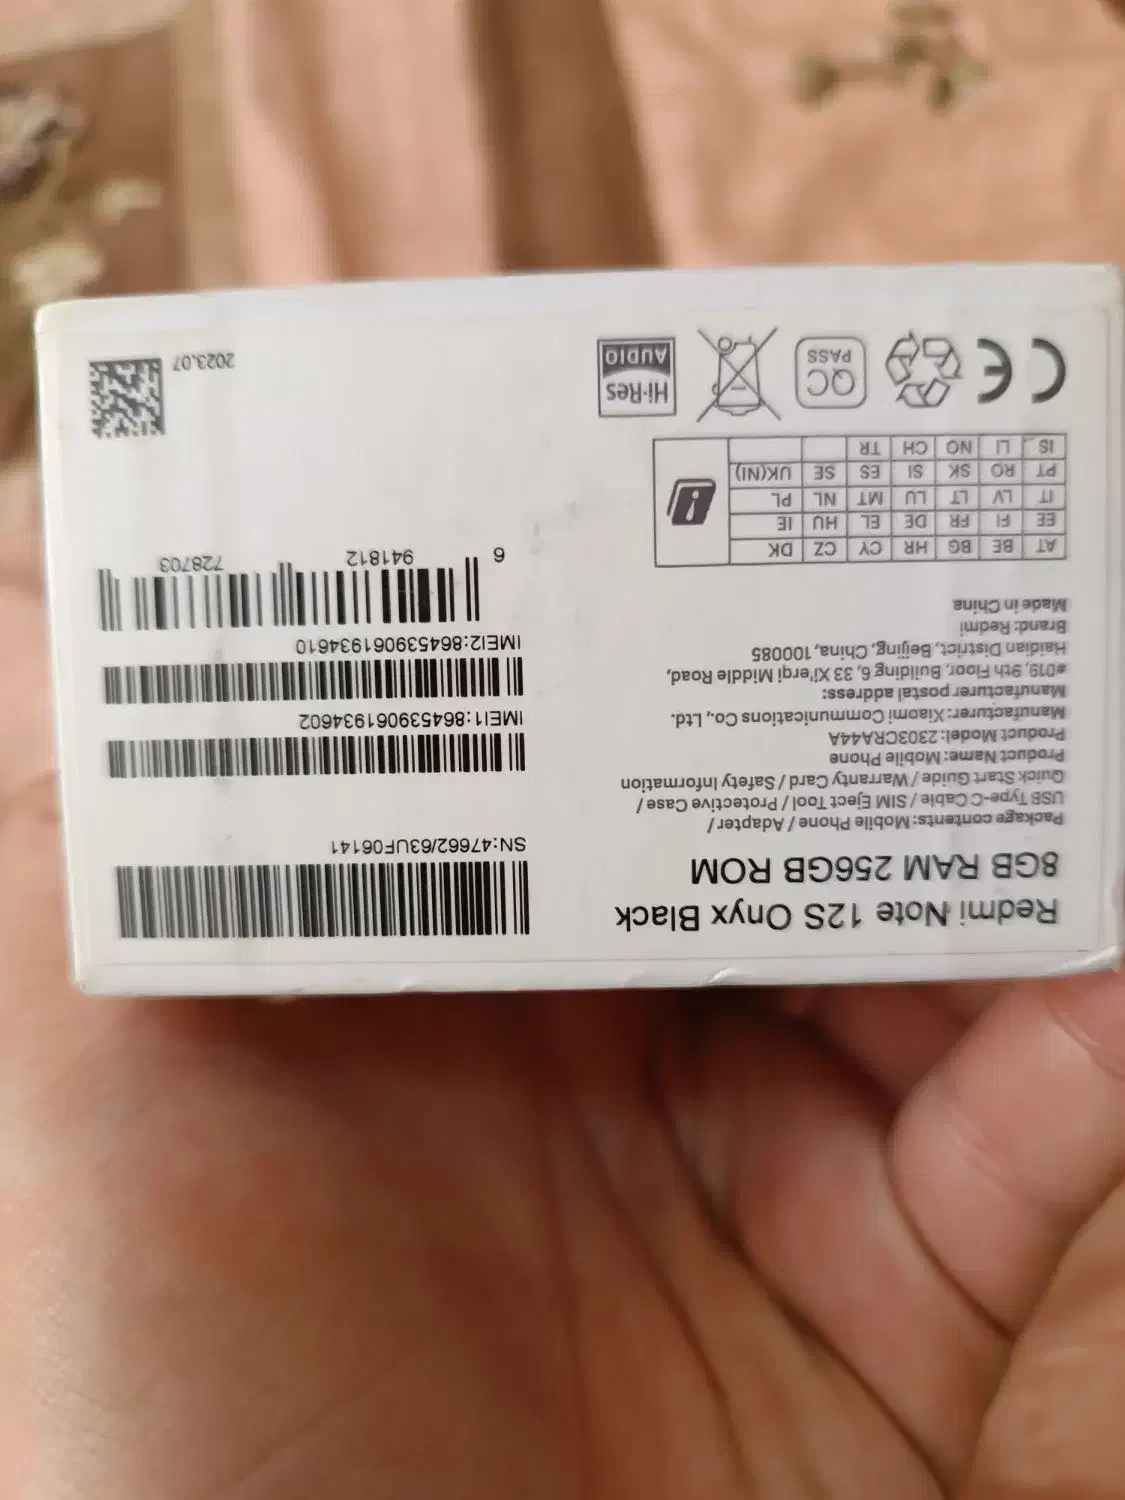 Redmi Note 12S Onyx Black
8GB RAM 256GB ROM
Package contents: Mobile Phone / Adapter /
USB Type-C Cable / SIM Eject Tool / Protective Case /
Quick Start Guide / Warranty Card / Safety Information
Product Name: Mobile Phone
Product Model: 2303CRA44A
Manufacturer: Xiaomi Communications Co., Ltd.
Manufacturer postal address:
#019, 9th Floor, Building 6, 33 Xi'erqi Middle Road,
Haidian District, Beijing, China, 100085
Brand: Redmi
Made in China
AT BE BG HR CY CZ DK
EE FI FR DE EL HU IE
IT LV LT LU MT NL PL
PT RO SK SI ES SE UK(NI)
IS LI NO CH TR
CE
QC
PASS
Hi-Res
AUDIO
SN:47662/63UF06141
IMEI1:864539061934602
IMEI2:864539061934610
6 941812 728703
2023.07